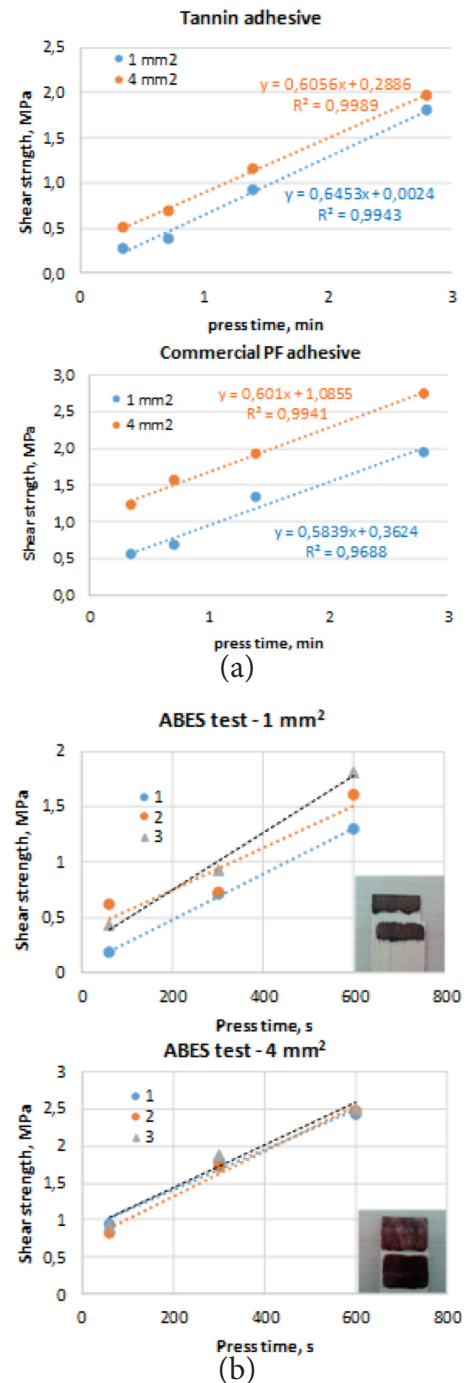 Tannin adhesive
2,5
2,0
1,5
1,0
0,5
0,0
Shear strngth, MPa
1 mm2
4 mm2
y = 0,6056x + 0,2886
R² = 0,9989
y = 0,6453x + 0,0024
R² = 0,9943
0 1 2 3
press time, min
Commercial PF adhesive
3,0
2,5
2,0
1,5
1,0
0,5
0,0
Shear strngth, MPa
1 mm2
4 mm2
y = 0,601x + 1,0855
R² = 0,9941
y = 0,5839x + 0,3624
R² = 0,9688
0 1 2 3
press time, min
(a)
ABES test - 1 mm²
2
1,5
1
0,5
0
Shear strength, MPa
1
2
3
0 200 400 600 800
Press time, s
ABES test - 4 mm²
3
2,5
2
1,5
1
0,5
0
Shear strength, MPa
1
2
3
0 200 400 600 800
Press time, s
(b)